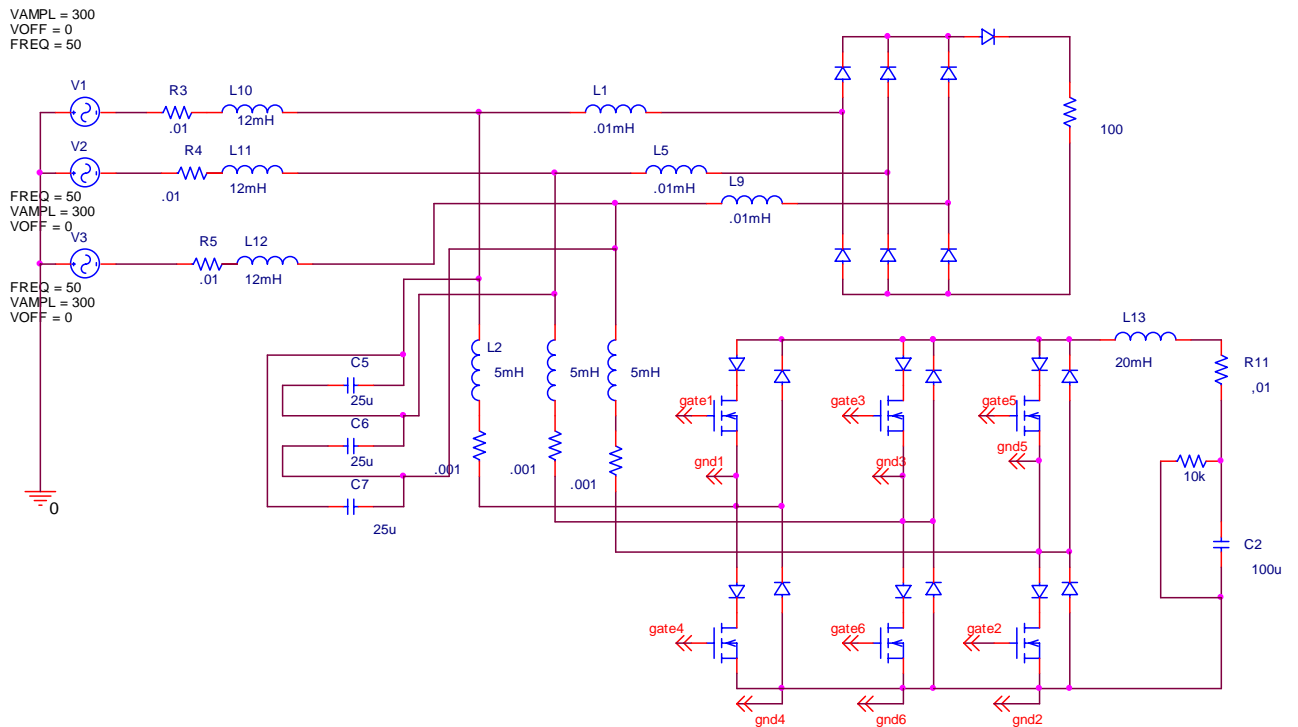 VAMPL = 300
VOFF = 0
FREQ = 50
V1
R3
L10
L1
.01
12mH
.01mH
100
V2
R4
L11
L5
.01
12mH
.01mH
FREQ = 50
VAMPL = 300
VOFF = 0
L9
.01mH
V3
R5
L12
.01
12mH
FREQ = 50
VAMPL = 300
VOFF = 0
L13
20mH
L2
5mH
5mH
5mH
C5
25u
R11
,01
gate1
gate3
gate5
C6
25u
gnd1
gnd3
gnd5
.001
.001
.001
10k
C7
25u
0
C2
100u
gate4
gate6
gate2
gnd4
gnd6
gnd2